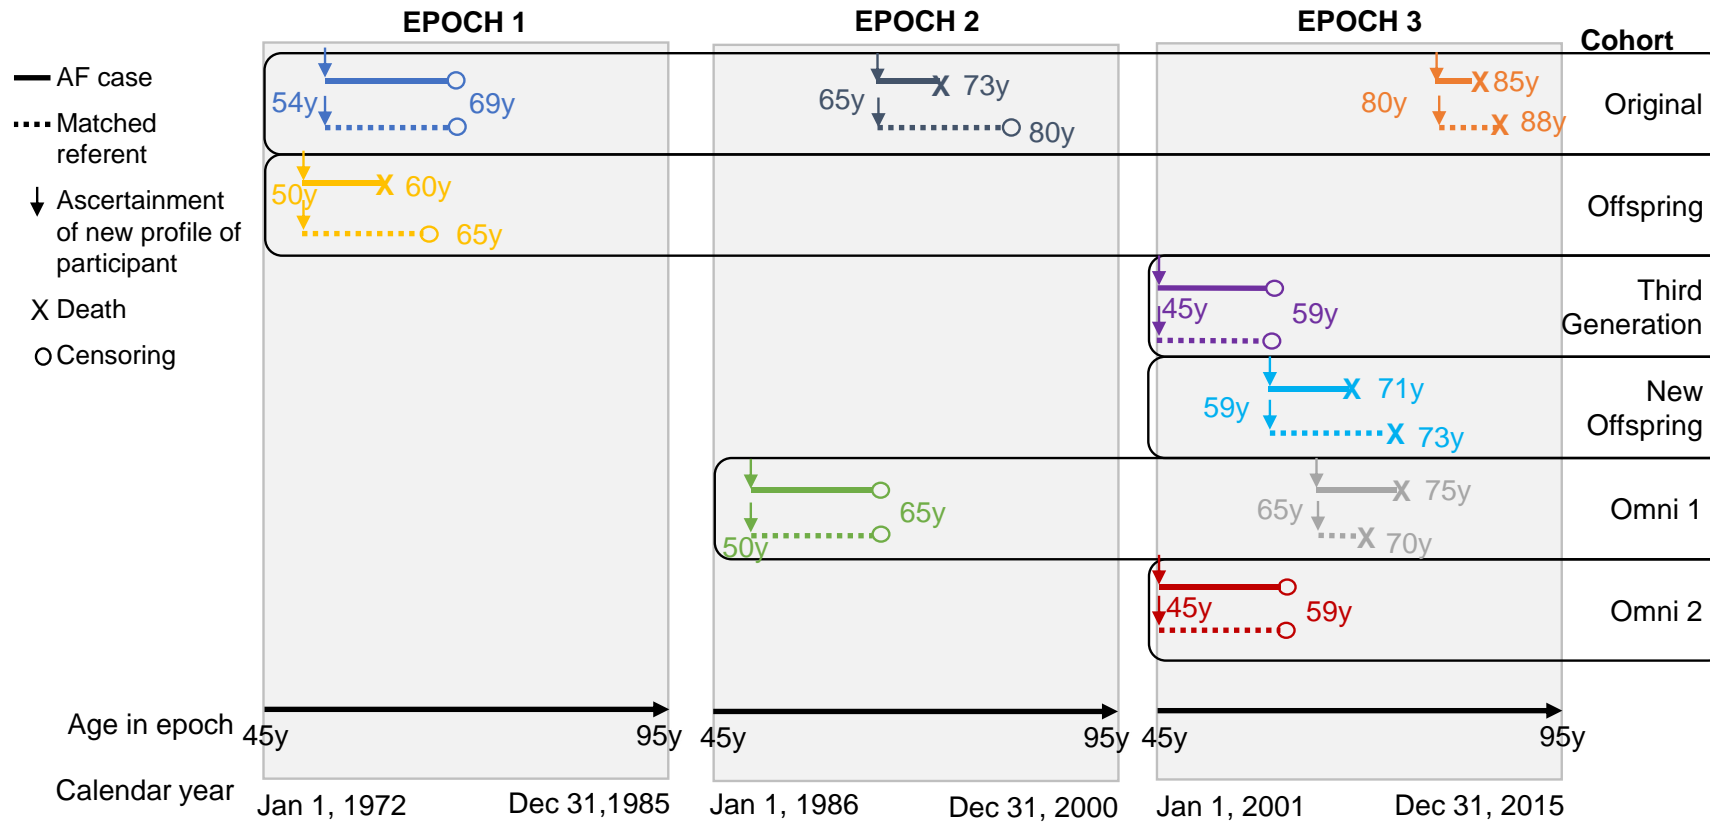 EPOCH 1
EPOCH 2
EPOCH 3
Cohort
AF case
Matched
referent
Ascertainment
of new profile of
participant
X Death
Censoring
54y
69y
65y
X 73y
80y
80y
X 85y
X 88y
Original
50y
X 60y
65y
Offspring
45y
59y
Third
Generation
59y
X 71y
X 73y
New
Offspring
50y
65y
65y
X 75y
X 70y
Omni 1
45y
59y
Omni 2
Age in epoch
45y
95y
45y
95y
45y
95y
Calendar year
Jan 1, 1972
Dec 31,1985
Jan 1, 1986
Dec 31, 2000
Jan 1, 2001
Dec 31, 2015